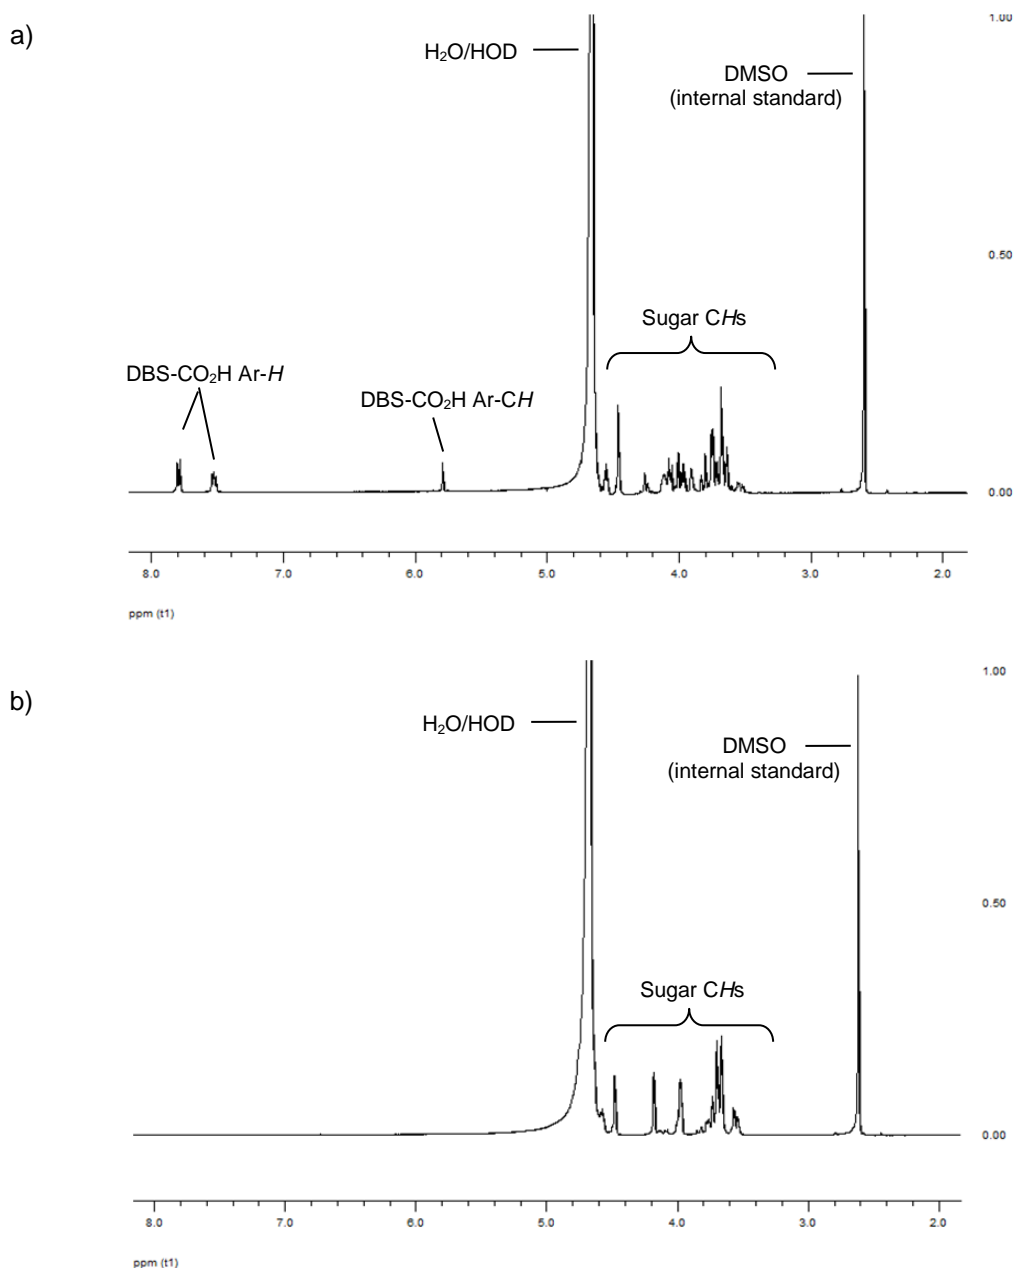 a)
1.00
H₂O/HOD
DMSO
(internal standard)
0.50
Sugar CHs
DBS-CO₂H Ar-H
DBS-CO₂H Ar-CH
0.00
8.0 7.0 6.0 5.0 4.0 3.0 2.0
ppm (t1)
b)
1.00
H₂O/HOD
DMSO
(internal standard)
0.50
Sugar CHs
0.00
8.0 7.0 6.0 5.0 4.0 3.0 2.0
ppm (t1)